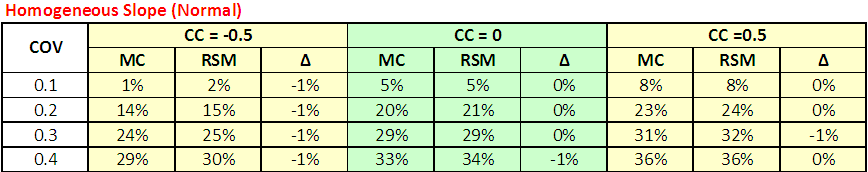 Homogeneous Slope (Normal)
COV CC = -0.5 CC = 0 CC =0.5
MC RSM Δ MC RSM Δ MC RSM Δ
0.1 1% 2% -1% 5% 5% 0% 8% 8% 0%
0.2 14% 15% -1% 20% 21% 0% 23% 24% 0%
0.3 24% 25% -1% 29% 29% 0% 31% 32% -1%
0.4 29% 30% -1% 33% 34% -1% 36% 36% 0%